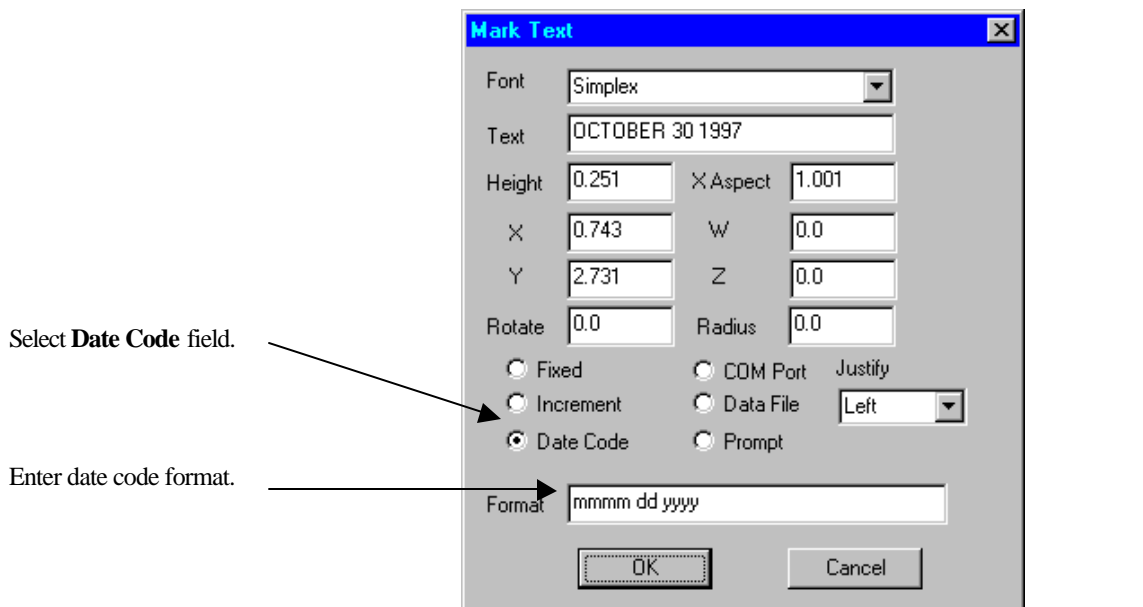 Mark Text
Font Simplex
Text OCTOBER 30 1997
Height 0.251 X Aspect 1.001
X 0.743 W 0.0
Y 2.731 Z 0.0
Rotate 0.0 Radius 0.0
Select Date Code field.
Fixed COM Port Justify
Increment Data File Left
Date Code Prompt
Enter date code format.
Format mmmm dd yyyy
OK Cancel